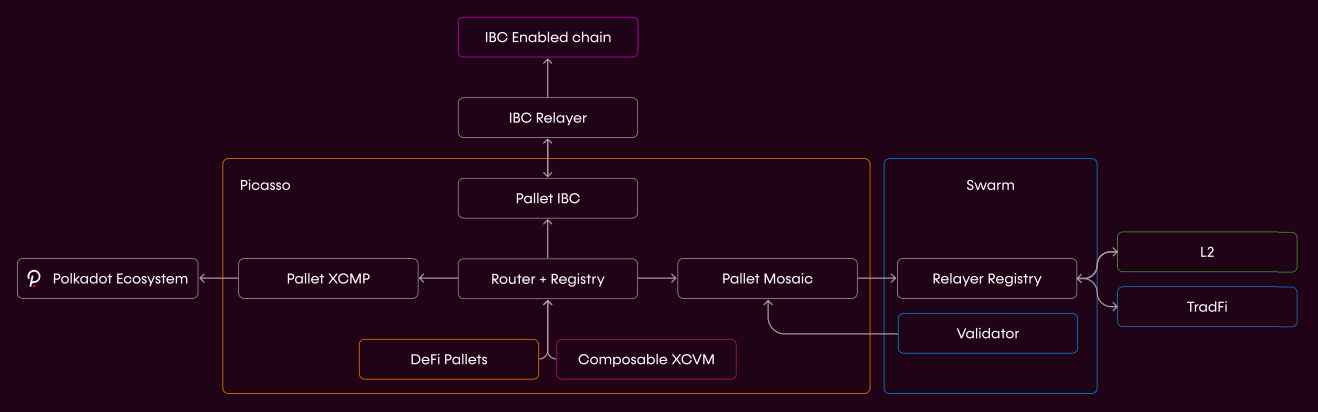 IBC Enabled chain
IBC Relayer
Picasso
Swarm
Pallet IBC
L2
Polkadot Ecosystem
Pallet XCMP
Router + Registry
Pallet Mosaic
Relayer Registry
TradFi
Validator
DeFi Pallets
Composable XCVM